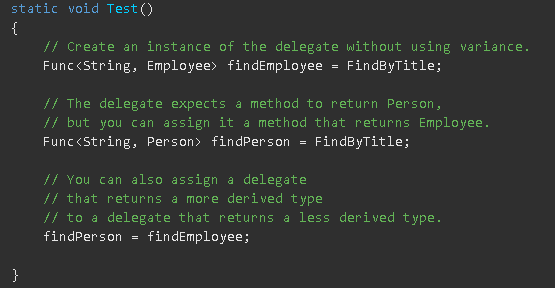 static void Test()
{
// Create an instance of the delegate without using variance.
Func<String, Employee> findEmployee = FindByTitle;
// The delegate expects a method to return Person,
// but you can assign it a method that returns Employee.
Func<String, Person> findPerson = FindByTitle;
// You can also assign a delegate
// that returns a more derived type
// to a delegate that returns a less derived type.
findPerson = findEmployee;
}